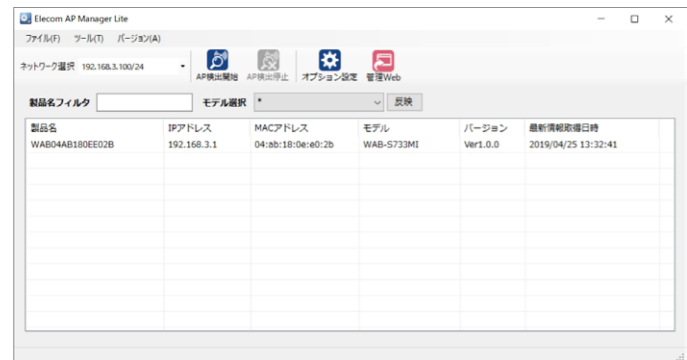 Elecom AP Manager Lite
ファイル(F) ツール(T) バージョン(A)
ネットワーク選択 192.168.3.100/24 AP検出開始 AP検出停止 オプション設定 管理Web
製品名フィルタ モデル選択 * 反映
製品名 IPアドレス MACアドレス モデル バージョン 最新情報取得日時
WAB04AB180EE02B 192.168.3.1 04:ab:18:0e:e0:2b WAB-S733MI Ver1.0.0 2019/04/25 13:32:41